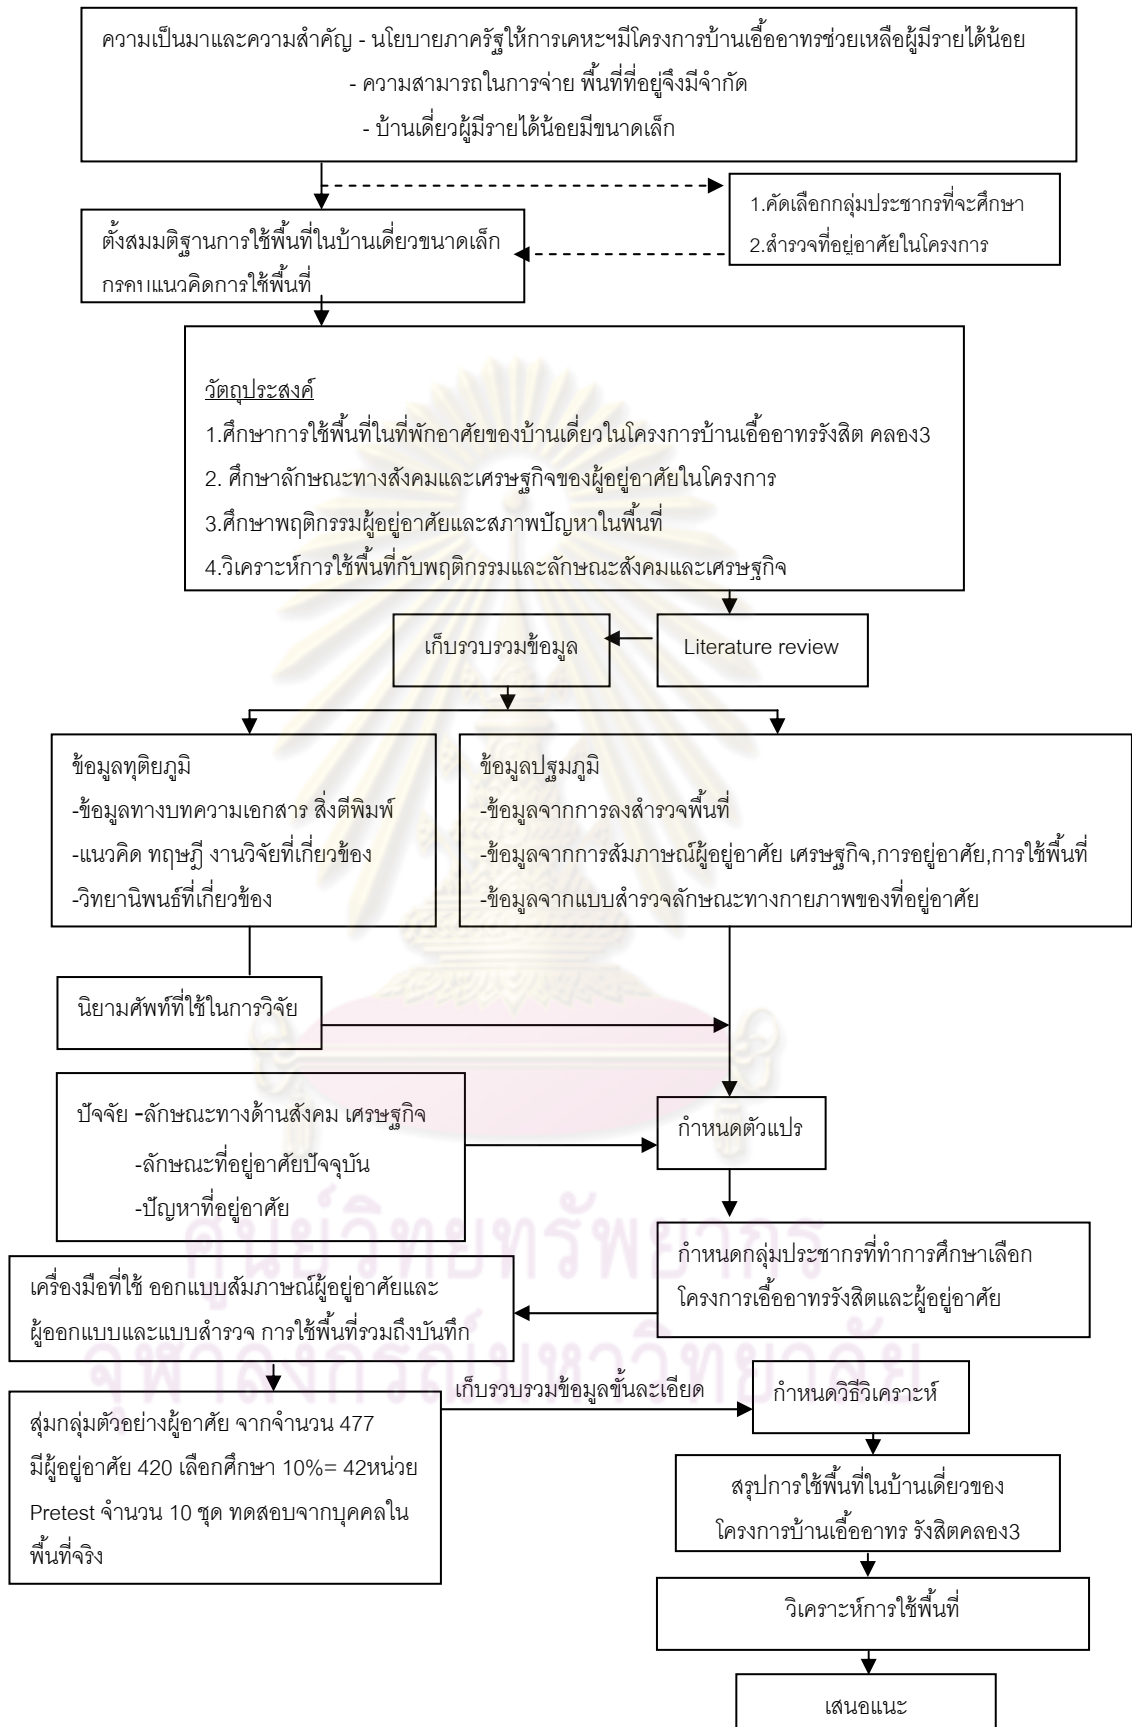 ความเป็นมาและความสำคัญ - นโยบายภาครัฐให้การเคหะฯมีโครงการบ้านเอื้ออาทรช่วยเหลือผู้มีรายได้น้อย
- ความสามารถในการจ่าย พื้นที่ที่อยู่จึงมีจำกัด
- บ้านเดี่ยวผู้มีรายได้น้อยมีขนาดเล็ก
1.คัดเลือกกลุ่มประชากรที่จะศึกษา
2.สำรวจที่อยู่อาศัยในโครงการ
ตั้งสมมติฐานการใช้พื้นที่ในบ้านเดี่ยวขนาดเล็ก
กรอบแนวคิดการใช้พื้นที่
วัตถุประสงค์
1.ศึกษาการใช้พื้นที่ในที่พักอาศัยของบ้านเดี่ยวในโครงการบ้านเอื้ออาทรรังสิต คลอง3
2. ศึกษาลักษณะทางสังคมและเศรษฐกิจของผู้อยู่อาศัยในโครงการ
3.ศึกษาพฤติกรรมผู้อยู่อาศัยและสภาพปัญหาในพื้นที่
4.วิเคราะห์การใช้พื้นที่กับพฤติกรรมและลักษณะสังคมและเศรษฐกิจ
เก็บรวบรวมข้อมูล
Literature review
ข้อมูลทุติยภูมิ
-ข้อมูลทางบทความเอกสาร สิ่งตีพิมพ์
-แนวคิด ทฤษฎี งานวิจัยที่เกี่ยวข้อง
-วิทยานิพนธ์ที่เกี่ยวข้อง
ข้อมูลปฐมภูมิ
-ข้อมูลจากการลงสำรวจพื้นที่
-ข้อมูลจากการสัมภาษณ์ผู้อยู่อาศัย เศรษฐกิจ,การอยู่อาศัย,การใช้พื้นที่
-ข้อมูลจากแบบสำรวจลักษณะทางกายภาพของที่อยู่อาศัย
นิยามศัพท์ที่ใช้ในการวิจัย
ปัจจัย -ลักษณะทางด้านสังคม เศรษฐกิจ
-ลักษณะที่อยู่อาศัยปัจจุบัน
-ปัญหาที่อยู่อาศัย
กำหนดตัวแปร
กำหนดกลุ่มประชากรที่ทำการศึกษาเลือก
โครงการเอื้ออาทรรังสิตและผู้อยู่อาศัย
เครื่องมือที่ใช้ ออกแบบสัมภาษณ์ผู้อยู่อาศัยและ
ผู้ออกแบบและแบบสำรวจ การใช้พื้นที่รวมถึงบันทึก
ศูนย์วิทยทรัพยากร
จุฬาลงกรณ์มหาวิทยาลัย
เก็บรวบรวมข้อมูลขั้นละเอียด
กำหนดวิธีวิเคราะห์
สุ่มกลุ่มตัวอย่างผู้อาศัย จากจำนวน 477
มีผู้อยู่อาศัย 420 เลือกศึกษา 10%= 42หน่วย
Pretest จำนวน 10 ชุด ทดสอบจากบุคคลใน
พื้นที่จริง
สรุปการใช้พื้นที่ในบ้านเดี่ยวของ
โครงการบ้านเอื้ออาทร รังสิตคลอง3
วิเคราะห์การใช้พื้นที่
เสนอแนะ